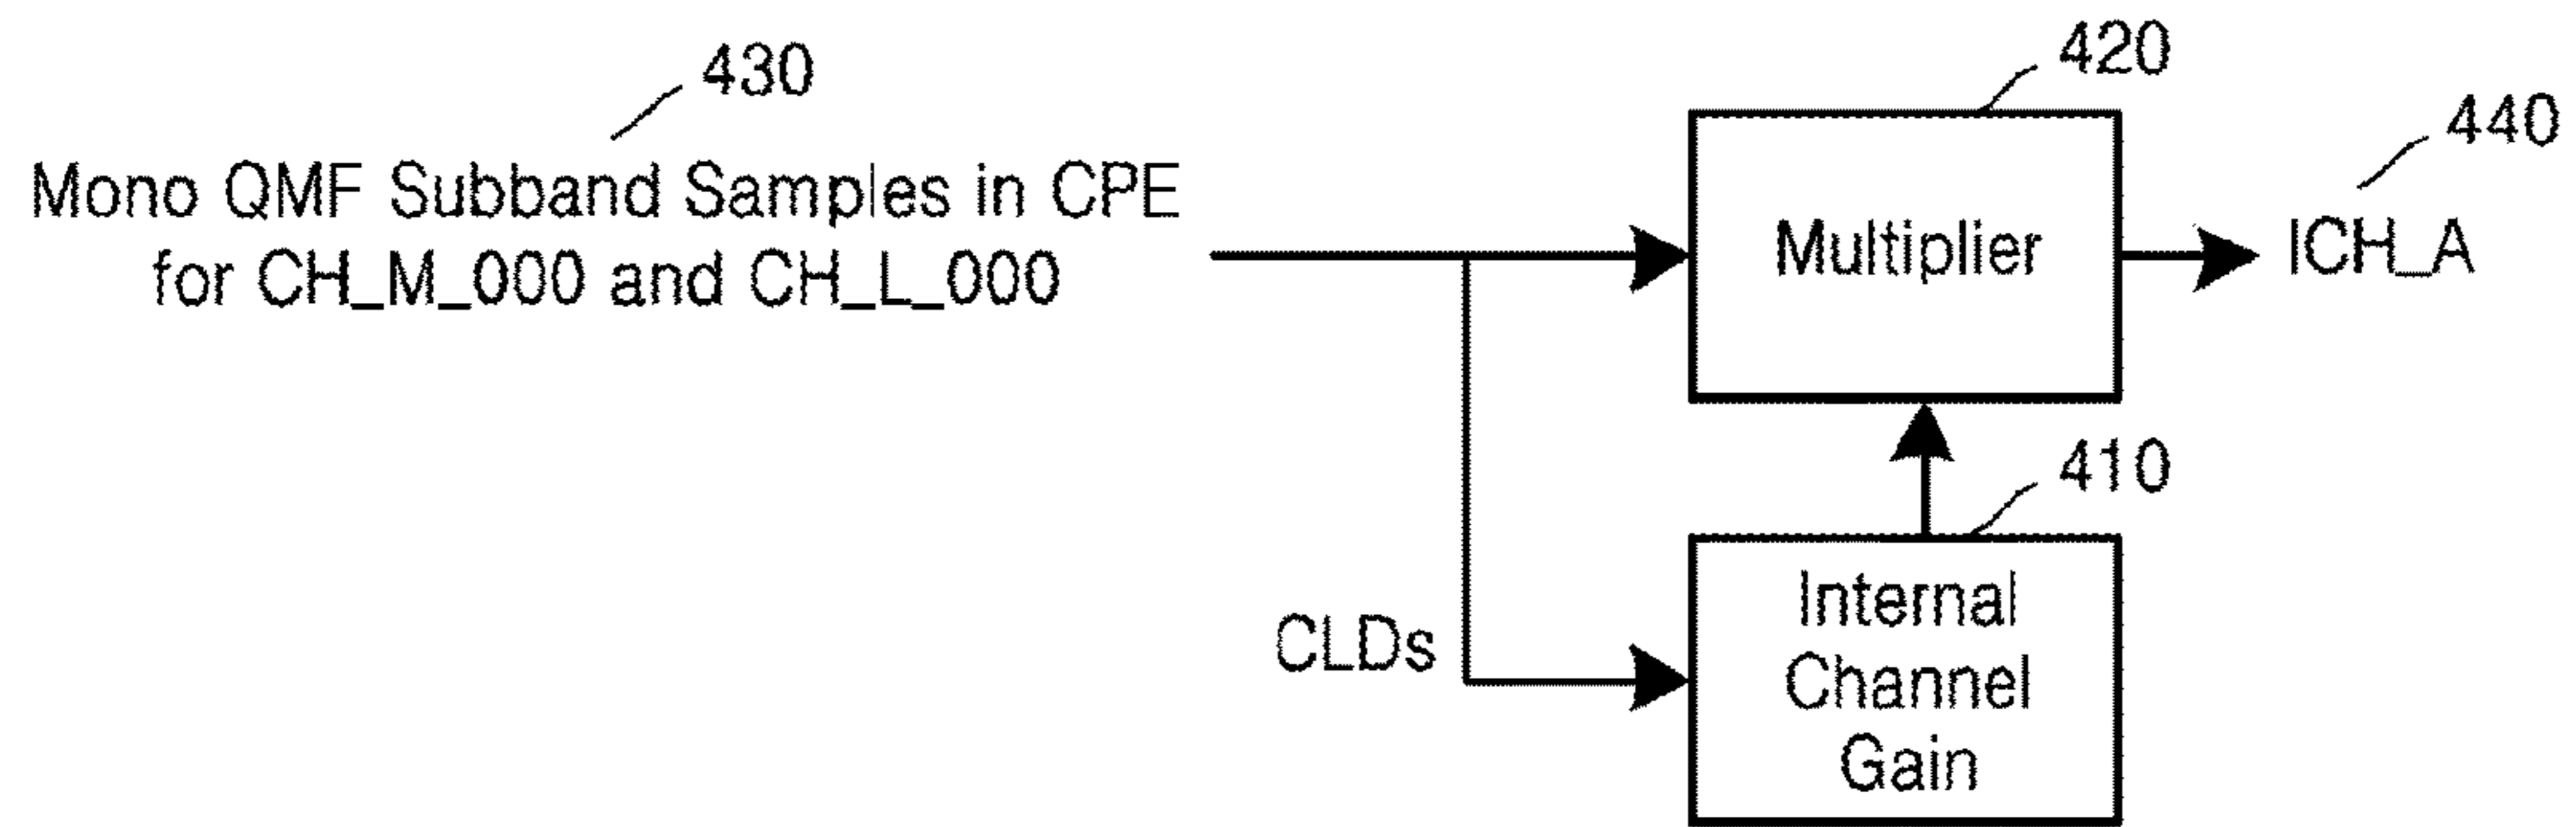 430
420
440
Mono QMF Subband Samples in CPE
for CH_M_000 and CH_L_000
Multiplier
ICH_A
410
CLDs
Internal
Channel
Gain